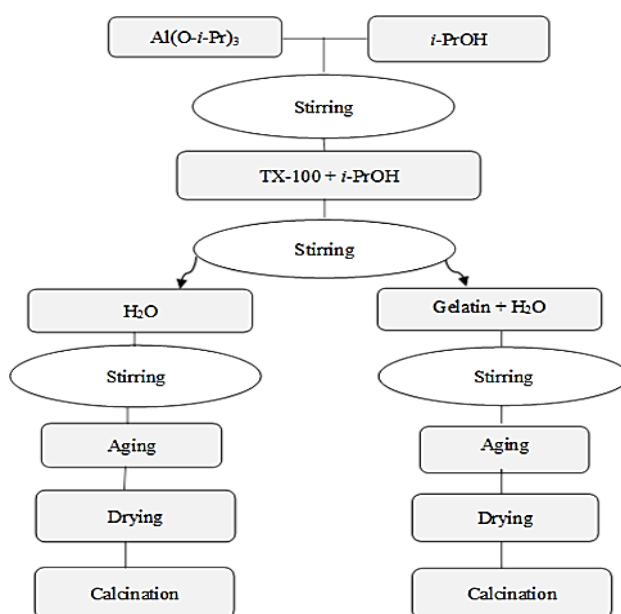 Al(O-i-Pr)₃
i-PrOH
Stirring
TX-100 + i-PrOH
Stirring
H₂O
Gelatin + H₂O
Stirring
Stirring
Aging
Aging
Drying
Drying
Calcination
Calcination